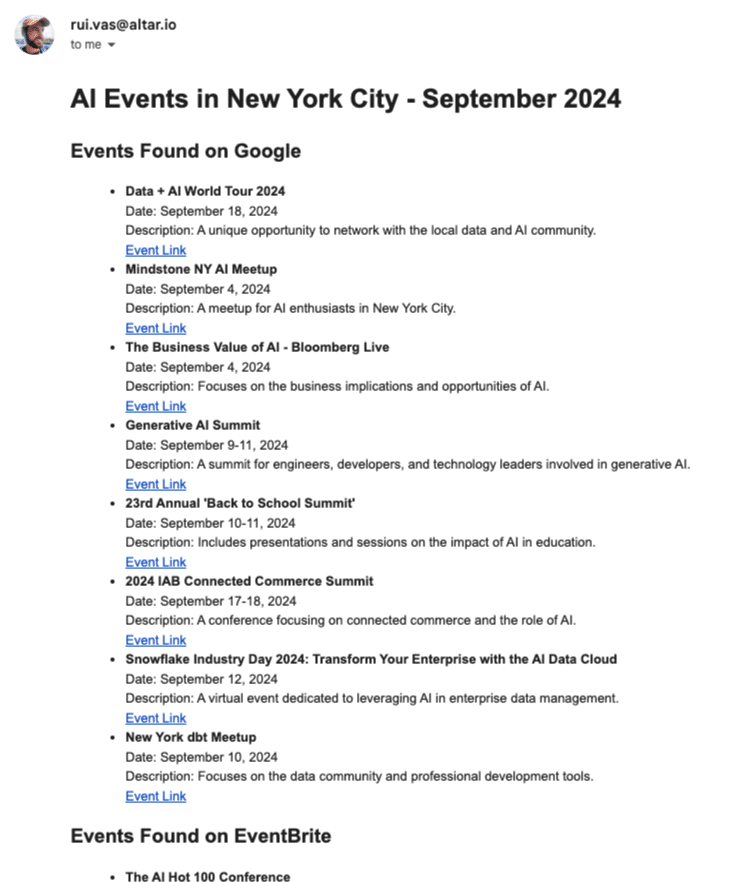 rui.vas@altar.io
to me
AI Events in New York City - September 2024
Events Found on Google
• Data + AI World Tour 2024
Date: September 18, 2024
Description: A unique opportunity to network with the local data and AI community.
Event Link
• Mindstone NY AI Meetup
Date: September 4, 2024
Description: A meetup for AI enthusiasts in New York City.
Event Link
• The Business Value of AI - Bloomberg Live
Date: September 4, 2024
Description: Focuses on the business implications and opportunities of AI.
Event Link
• Generative AI Summit
Date: September 9-11, 2024
Description: A summit for engineers, developers, and technology leaders involved in generative AI.
Event Link
• 23rd Annual 'Back to School Summit'
Date: September 10-11, 2024
Description: Includes presentations and sessions on the impact of AI in education.
Event Link
• 2024 IAB Connected Commerce Summit
Date: September 17-18, 2024
Description: A conference focusing on connected commerce and the role of AI.
Event Link
• Snowflake Industry Day 2024: Transform Your Enterprise with the AI Data Cloud
Date: September 12, 2024
Description: A virtual event dedicated to leveraging AI in enterprise data management.
Event Link
• New York dbt Meetup
Date: September 10, 2024
Description: Focuses on the data community and professional development tools.
Event Link
Events Found on EventBrite
• The AI Hot 100 Conference